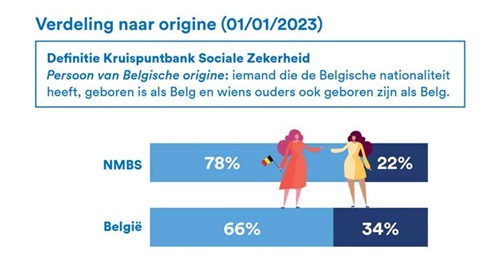 Verdeling naar origine (01/01/2023)
Definitie Kruispuntbank Sociale Zekerheid
Persoon van Belgische origine: iemand die de Belgische nationaliteit
heeft, geboren is als Belg en wiens ouders ook geboren zijn als Belg.
NMBS 78% 22%
België 66% 34%